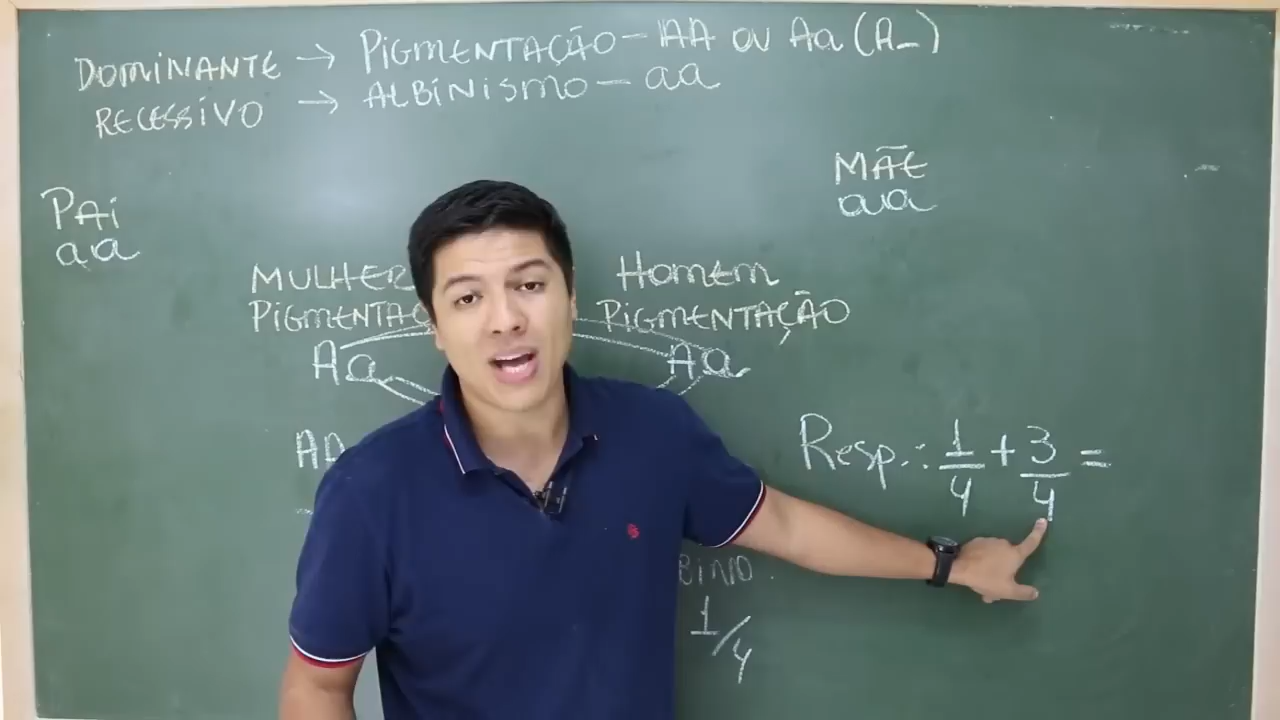 DOMINANTE → PIGMENTAÇÃO - AA OU Aa (A_)
RECESSIVO → ALBINISMO - aa
MÃE
aa
PAI
aa
MULHER
PIGMENTAÇ
Aa
Homem
PIGMENTAÇÃO
Aa
Resp.: 1/4 + 3/4 =
1/4